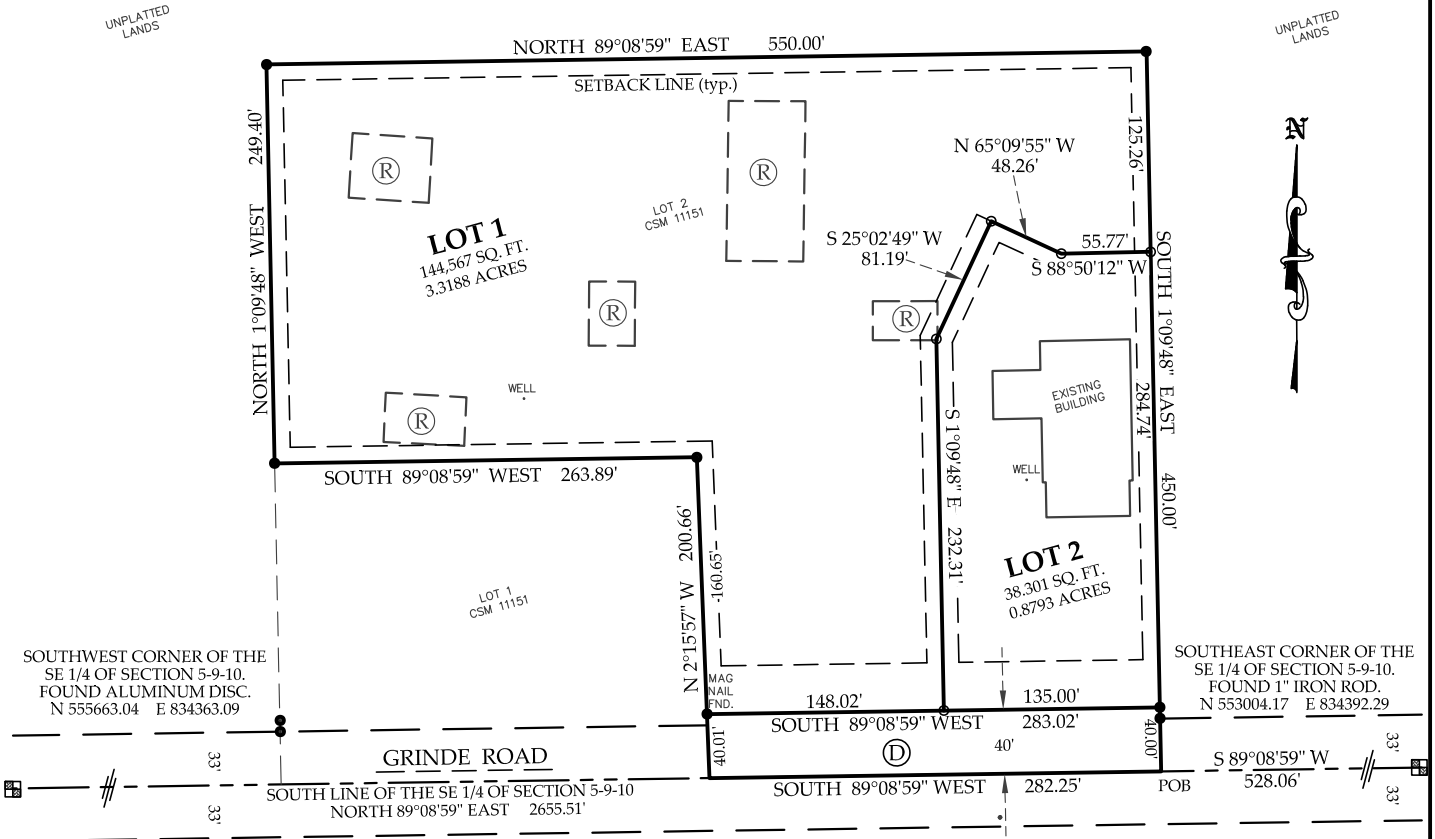 UNPLATTED
LANDS
UNPLATTED
LANDS
NORTH 89°08'59" EAST 550.00'
SETBACK LINE (typ.)
N
249.40'
NORTH 1°09'48" WEST
125.26'
N 65°09'55" W
48.26'
R
R
LOT 2
CSM 11151
LOT 1
144,567 SQ. FT.
3.3188 ACRES
S 25°02'49" W
81.19'
55.77'
S 88°50'12" W
SOUTH 1°09'48" EAST 450.00'
R
R
WELL
R
EXISTING
BUILDING
284.74'
S 1°09'48" E 232.31'
WELL
SOUTH 89°08'59" WEST 263.89'
N 2°15'57" W 200.66'
160.65'
LOT 2
38.301 SQ. FT.
0.8793 ACRES
LOT 1
CSM 11151
SOUTHWEST CORNER OF THE
SE 1/4 OF SECTION 5-9-10.
FOUND ALUMINUM DISC.
N 555663.04 E 834363.09
SOUTHEAST CORNER OF THE
SE 1/4 OF SECTION 5-9-10.
FOUND 1" IRON ROD.
N 553004.17 E 834392.29
MAG
NAIL
FND.
148.02'
135.00'
SOUTH 89°08'59" WEST 283.02'
40.01'
D
40'
40.00'
33'
GRINDE ROAD
33'
S 89°08'59" W
528.06'
SOUTH 89°08'59" WEST 282.25'
POB
SOUTH LINE OF THE SE 1/4 OF SECTION 5-9-10
NORTH 89°08'59" EAST 2655.51'
33'
33'